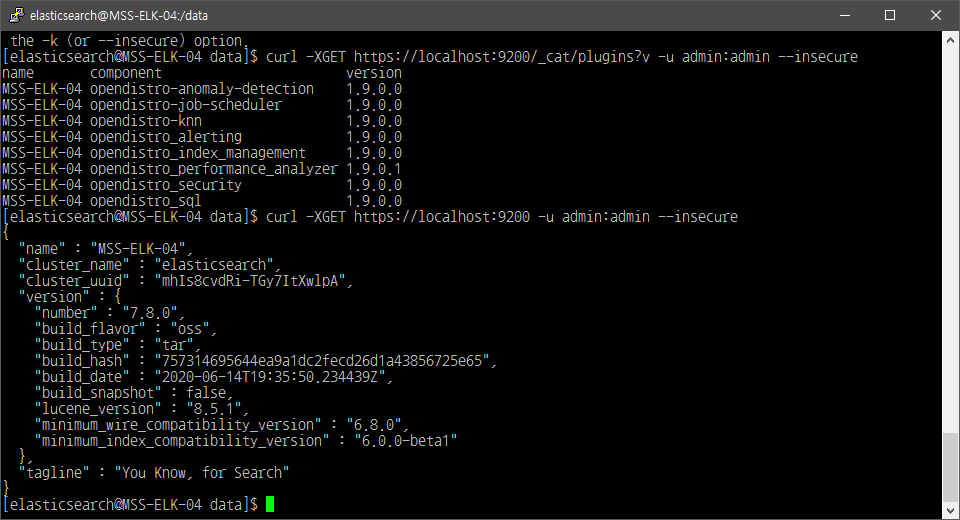 elasticsearch@MSS-ELK-04:/data
 the -k (or --insecure) option.
[elasticsearch@MSS-ELK-04 data]$ curl -XGET https://localhost:9200/_cat/plugins?v -u admin:admin --insecure
name       component                       version
MSS-ELK-04 opendistro-anomaly-detection    1.9.0.0
MSS-ELK-04 opendistro-job-scheduler        1.9.0.0
MSS-ELK-04 opendistro-knn                  1.9.0.0
MSS-ELK-04 opendistro_alerting             1.9.0.0
MSS-ELK-04 opendistro_index_management     1.9.0.0
MSS-ELK-04 opendistro_performance_analyzer 1.9.0.1
MSS-ELK-04 opendistro_security             1.9.0.0
MSS-ELK-04 opendistro_sql                  1.9.0.0
[elasticsearch@MSS-ELK-04 data]$ curl -XGET https://localhost:9200 -u admin:admin --insecure
{
  "name" : "MSS-ELK-04",
  "cluster_name" : "elasticsearch",
  "cluster_uuid" : "mhIs8cvdRi-TGy7ItXwlpA",
  "version" : {
    "number" : "7.8.0",
    "build_flavor" : "oss",
    "build_type" : "tar",
    "build_hash" : "757314695644ea9a1dc2fecd26d1a43856725e65",
    "build_date" : "2020-06-14T19:35:50.234439Z",
    "build_snapshot" : false,
    "lucene_version" : "8.5.1",
    "minimum_wire_compatibility_version" : "6.8.0",
    "minimum_index_compatibility_version" : "6.0.0-beta1"
  },
  "tagline" : "You Know, for Search"
}
[elasticsearch@MSS-ELK-04 data]$